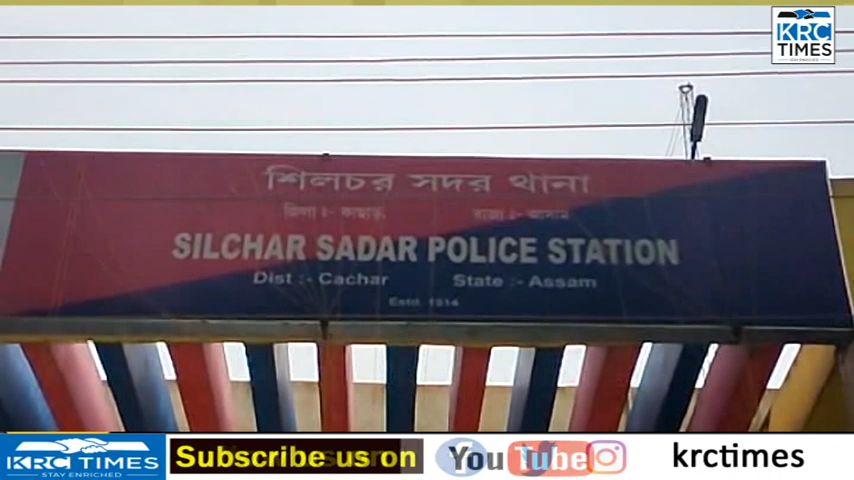 KRC
TIMES
শিলচর সদর থানা
জিলা:- কাছাড় রাজ্য:- আসাম
SILCHAR SADAR POLICE STATION
Dist :- Cachar State :- Assam
Estd. 1914
KRC TIMES
STAY ENRICHED
Subscribe us on
YouTube
krctimes